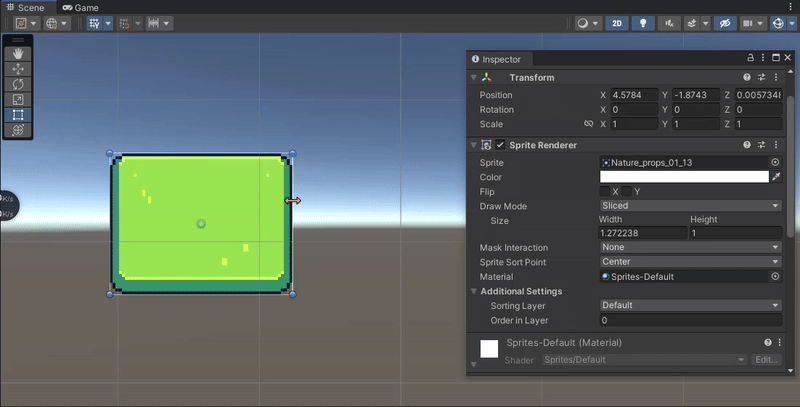 Scene
Game
2D
Inspector
Transform
Position X 4.5784 Y -1.8743 Z 0.0057348
Rotation X 0 Y 0 Z 0
Scale X 1 Y 1 Z 1
Sprite Renderer
Sprite Nature_props_01_13
Color
Flip X Y
Draw Mode Sliced
Size Width Height
1.272238 1
Mask Interaction None
Sprite Sort Point Center
Material Sprites-Default
Additional Settings
Sorting Layer Default
Order in Layer 0
Sprites-Default (Material)
Shader Sprites/Default Edit...
K/s
K/s